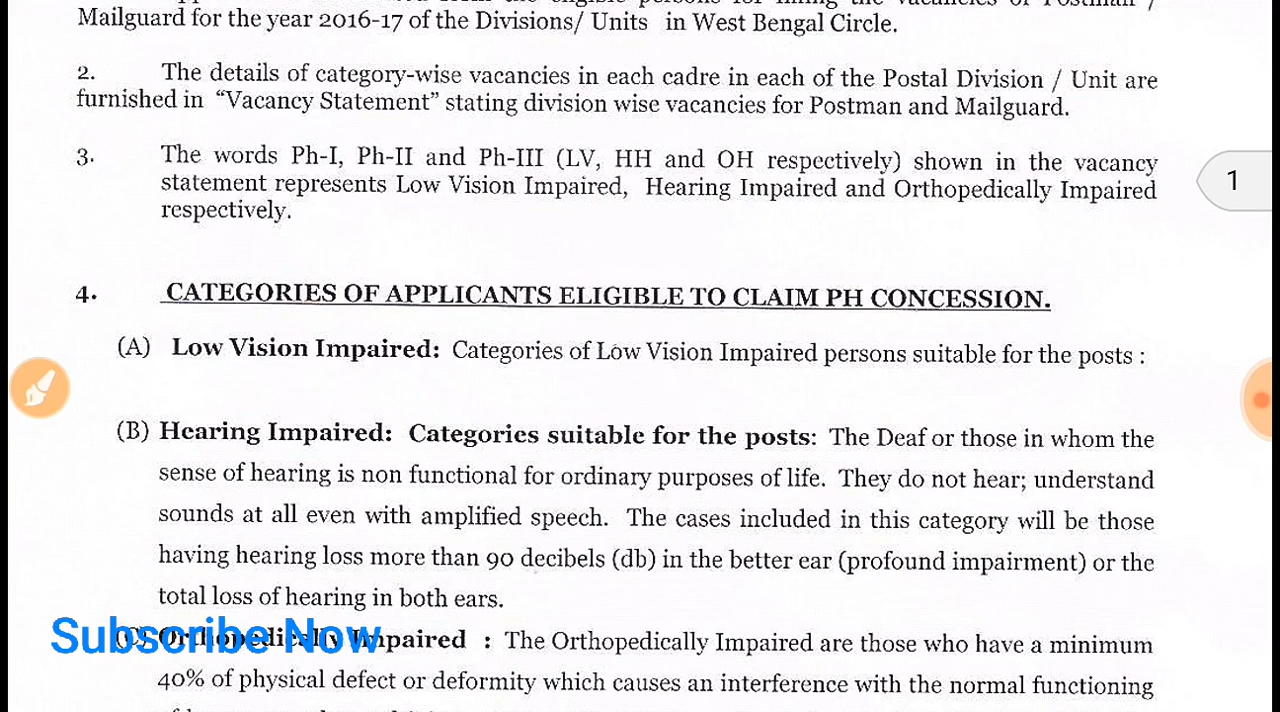 Mailguard for the year 2016-17 of the Divisions/ Units in West Bengal Circle.
2. The details of category-wise vacancies in each cadre in each of the Postal Division / Unit are
furnished in “Vacancy Statement” stating division wise vacancies for Postman and Mailguard.
3. The words Ph-I, Ph-II and Ph-III (LV, HH and OH respectively) shown in the vacancy
statement represents Low Vision Impaired, Hearing Impaired and Orthopedically Impaired
respectively.
1
4. CATEGORIES OF APPLICANTS ELIGIBLE TO CLAIM PH CONCESSION.
(A) Low Vision Impaired: Categories of Low Vision Impaired persons suitable for the posts :
(B) Hearing Impaired: Categories suitable for the posts: The Deaf or those in whom the
sense of hearing is non functional for ordinary purposes of life. They do not hear; understand
sounds at all even with amplified speech. The cases included in this category will be those
having hearing loss more than 90 decibels (db) in the better ear (profound impairment) or the
total loss of hearing in both ears.
Subscribe Now
(C) Orthopedically Impaired : The Orthopedically Impaired are those who have a minimum
40% of physical defect or deformity which causes an interference with the normal functioning